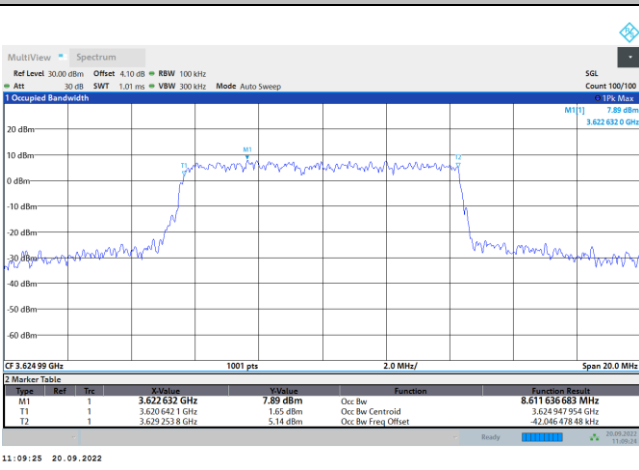 MultiView Spectrum
Ref Level 30.00 dBm Offset 4.10 dB RBW 100 kHz SGL
Att 30 dB SWT 1.01 ms VBW 300 kHz Mode Auto Sweep Count 100/100
1 Occupied Bandwidth 1Pk Max
M1[1] 7.89 dBm
3.622 632 0 GHz
20 dBm
M1
10 dBm
T1 T2
0 dBm
-10 dBm
-20 dBm
-30 dBm
-40 dBm
-50 dBm
-60 dBm
CF 3.624 99 GHz 1001 pts 2.0 MHz/ Span 20.0 MHz
2 Marker Table
Type Ref Trc X-Value Y-Value Function Function Result
M1 1 3.622 632 GHz 7.89 dBm Occ Bw 8.611 636 683 MHz
T1 1 3.620 642 1 GHz 1.65 dBm Occ Bw Centroid 3.624 947 954 GHz
T2 1 3.629 253 8 GHz 5.14 dBm Occ Bw Freq Offset -42.046 478 48 kHz
Ready 20.09.2022
11:09:24
11:09:25 20.09.2022